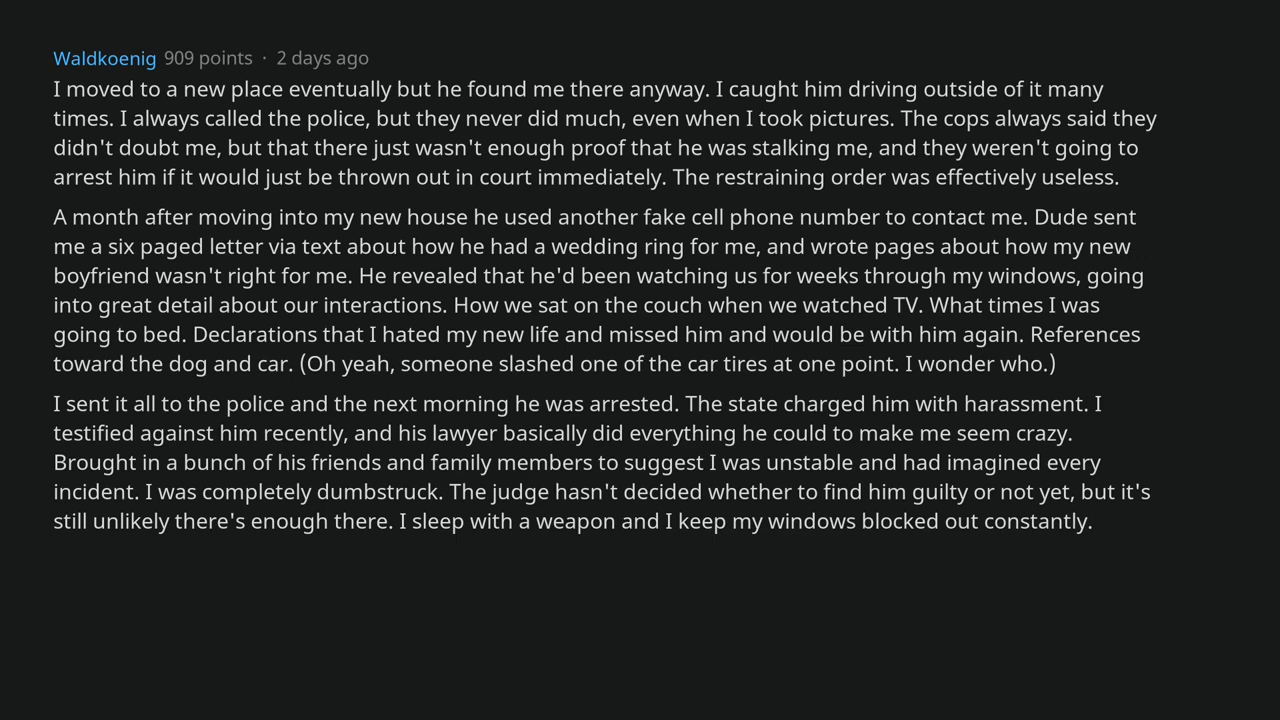 Waldkoenig 909 points · 2 days ago
I moved to a new place eventually but he found me there anyway. I caught him driving outside of it many
times. I always called the police, but they never did much, even when I took pictures. The cops always said they
didn't doubt me, but that there just wasn't enough proof that he was stalking me, and they weren't going to
arrest him if it would just be thrown out in court immediately. The restraining order was effectively useless.
A month after moving into my new house he used another fake cell phone number to contact me. Dude sent
me a six paged letter via text about how he had a wedding ring for me, and wrote pages about how my new
boyfriend wasn't right for me. He revealed that he'd been watching us for weeks through my windows, going
into great detail about our interactions. How we sat on the couch when we watched TV. What times I was
going to bed. Declarations that I hated my new life and missed him and would be with him again. References
toward the dog and car. (Oh yeah, someone slashed one of the car tires at one point. I wonder who.)
I sent it all to the police and the next morning he was arrested. The state charged him with harassment. I
testified against him recently, and his lawyer basically did everything he could to make me seem crazy.
Brought in a bunch of his friends and family members to suggest I was unstable and had imagined every
incident. I was completely dumbstruck. The judge hasn't decided whether to find him guilty or not yet, but it's
still unlikely there's enough there. I sleep with a weapon and I keep my windows blocked out constantly.